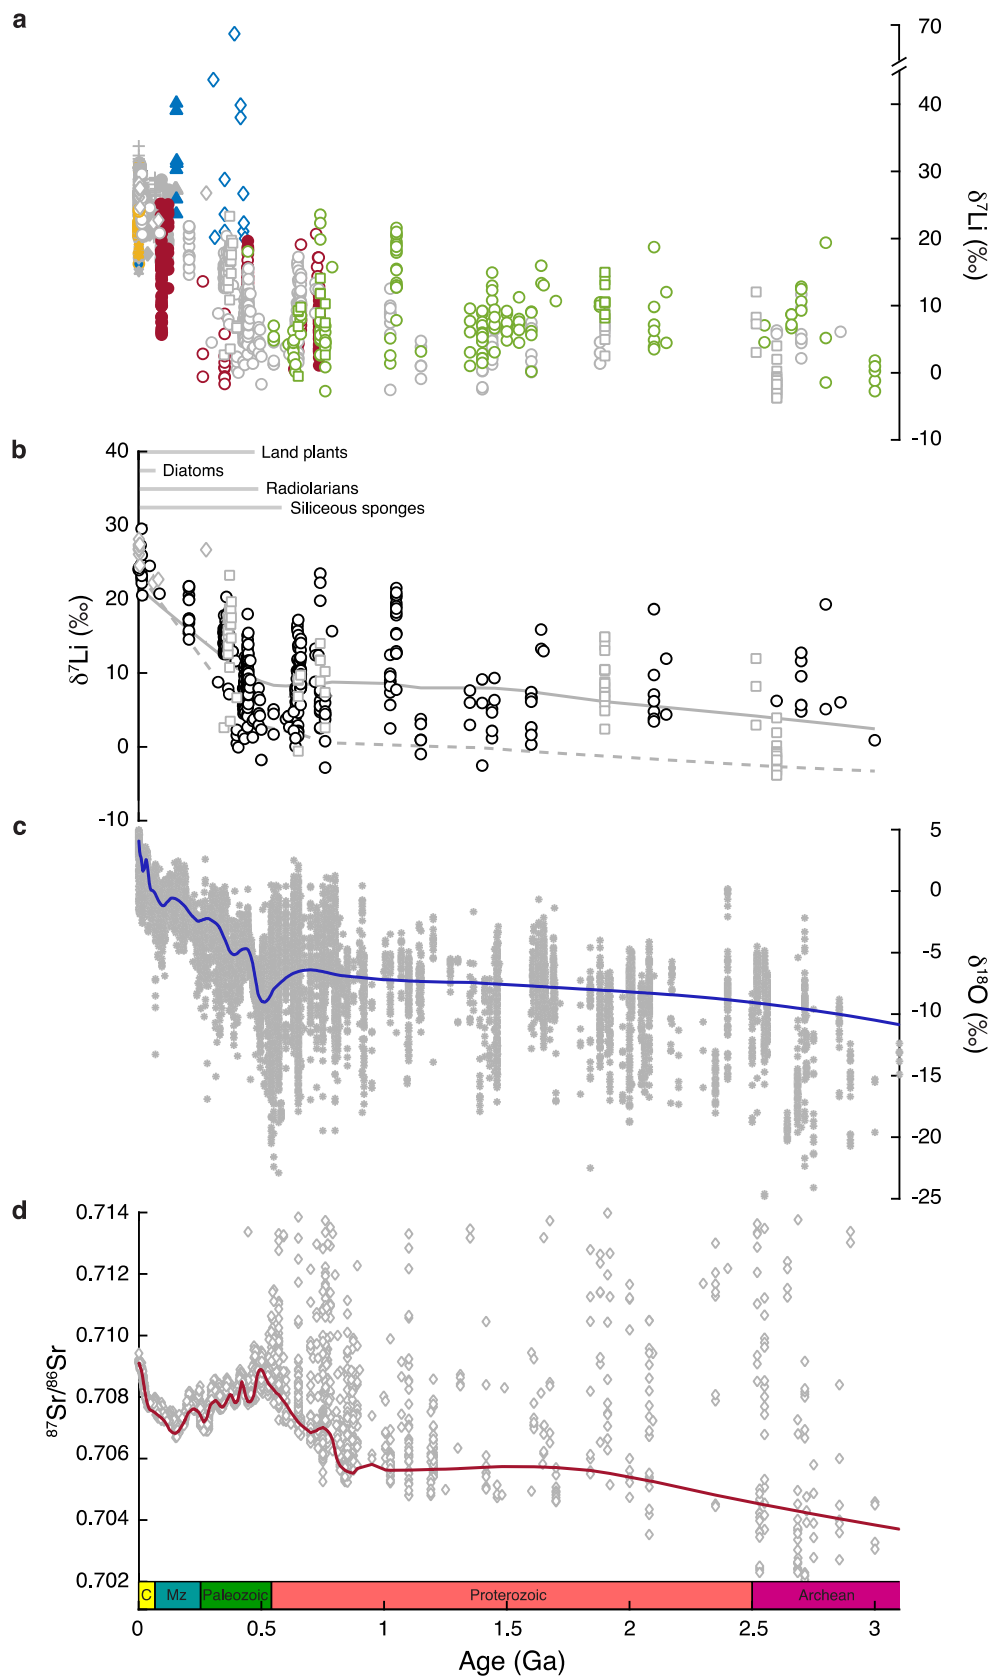 a
70
40
30
20
10
0
-10
δ⁷Li (‰)
b
40
30
20
10
0
-10
δ⁷Li (‰)
Land plants
Diatoms
Radiolarians
Siliceous sponges
c
5
0
-5
-10
-15
-20
-25
δ¹⁸O (‰)
d
0.714
0.712
0.710
0.708
0.706
0.704
0.702
⁸⁷Sr/⁸⁶Sr
C Mz Paleozoic Proterozoic Archean
0 0.5 1 1.5 2 2.5 3
Age (Ga)